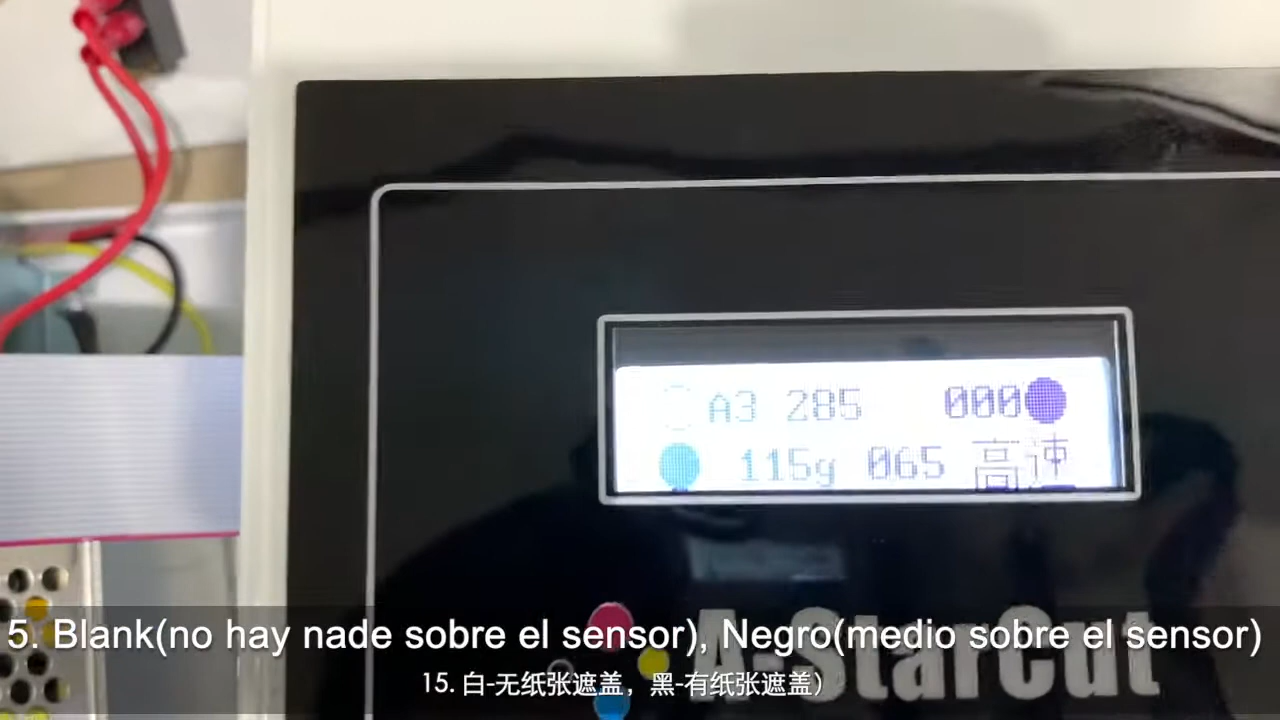 A3 285 000
115g 065 高速
A-StarCut
5. Blank(no hay nade sobre el sensor), Negro(medio sobre el sensor)
15. 白-无纸张遮盖，黑-有纸张遮盖）